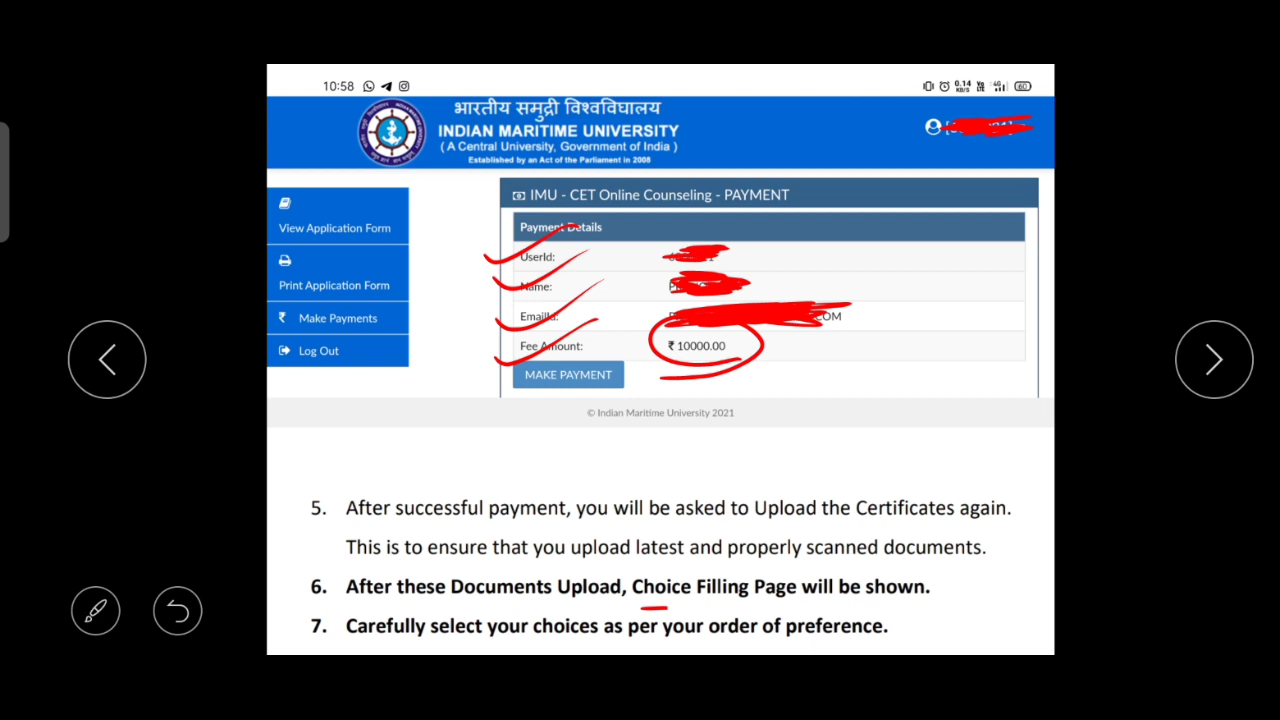 10:58
0.14 KB/S
4G
60
भारतीय समुद्री विश्वविघालय
INDIAN MARITIME UNIVERSITY
( A Central University, Government of India )
Established by an Act of the Parliament in 2008
View Application Form
Print Application Form
₹ Make Payments
Log Out
IMU - CET Online Counseling - PAYMENT
Payment Details
UserId:
Name:
EmailId:
COM
Fee Amount: ₹ 10000.00
MAKE PAYMENT
© Indian Maritime University 2021
5. After successful payment, you will be asked to Upload the Certificates again.
This is to ensure that you upload latest and properly scanned documents.
6. After these Documents Upload, Choice Filling Page will be shown.
7. Carefully select your choices as per your order of preference.